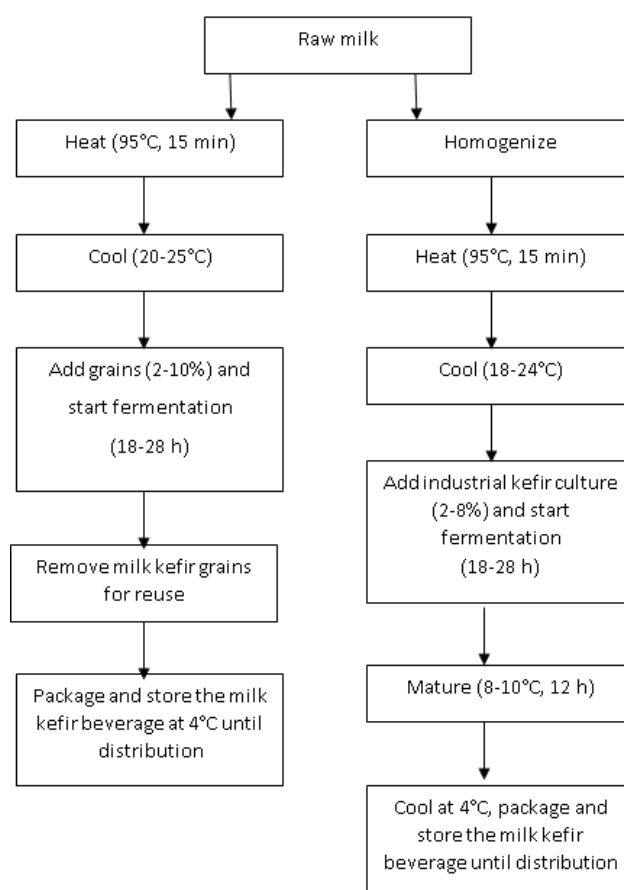 Raw milk
Heat (95°C, 15 min)
Cool (20-25°C)
Add grains (2-10%) and
start fermentation
(18-28 h)
Remove milk kefir grains
for reuse
Package and store the milk
kefir beverage at 4°C until
distribution
Homogenize
Heat (95°C, 15 min)
Cool (18-24°C)
Add industrial kefir culture
(2-8%) and start
fermentation
(18-28 h)
Mature (8-10°C, 12 h)
Cool at 4°C, package and
store the milk kefir
beverage until distribution